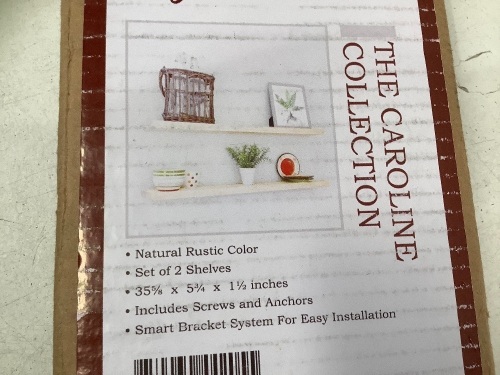 THE CAROLINE
COLLECTION
• Natural Rustic Color
• Set of 2 Shelves
• 35⅝ x 5¾ x 1½ inches
• Includes Screws and Anchors
• Smart Bracket System For Easy Installation